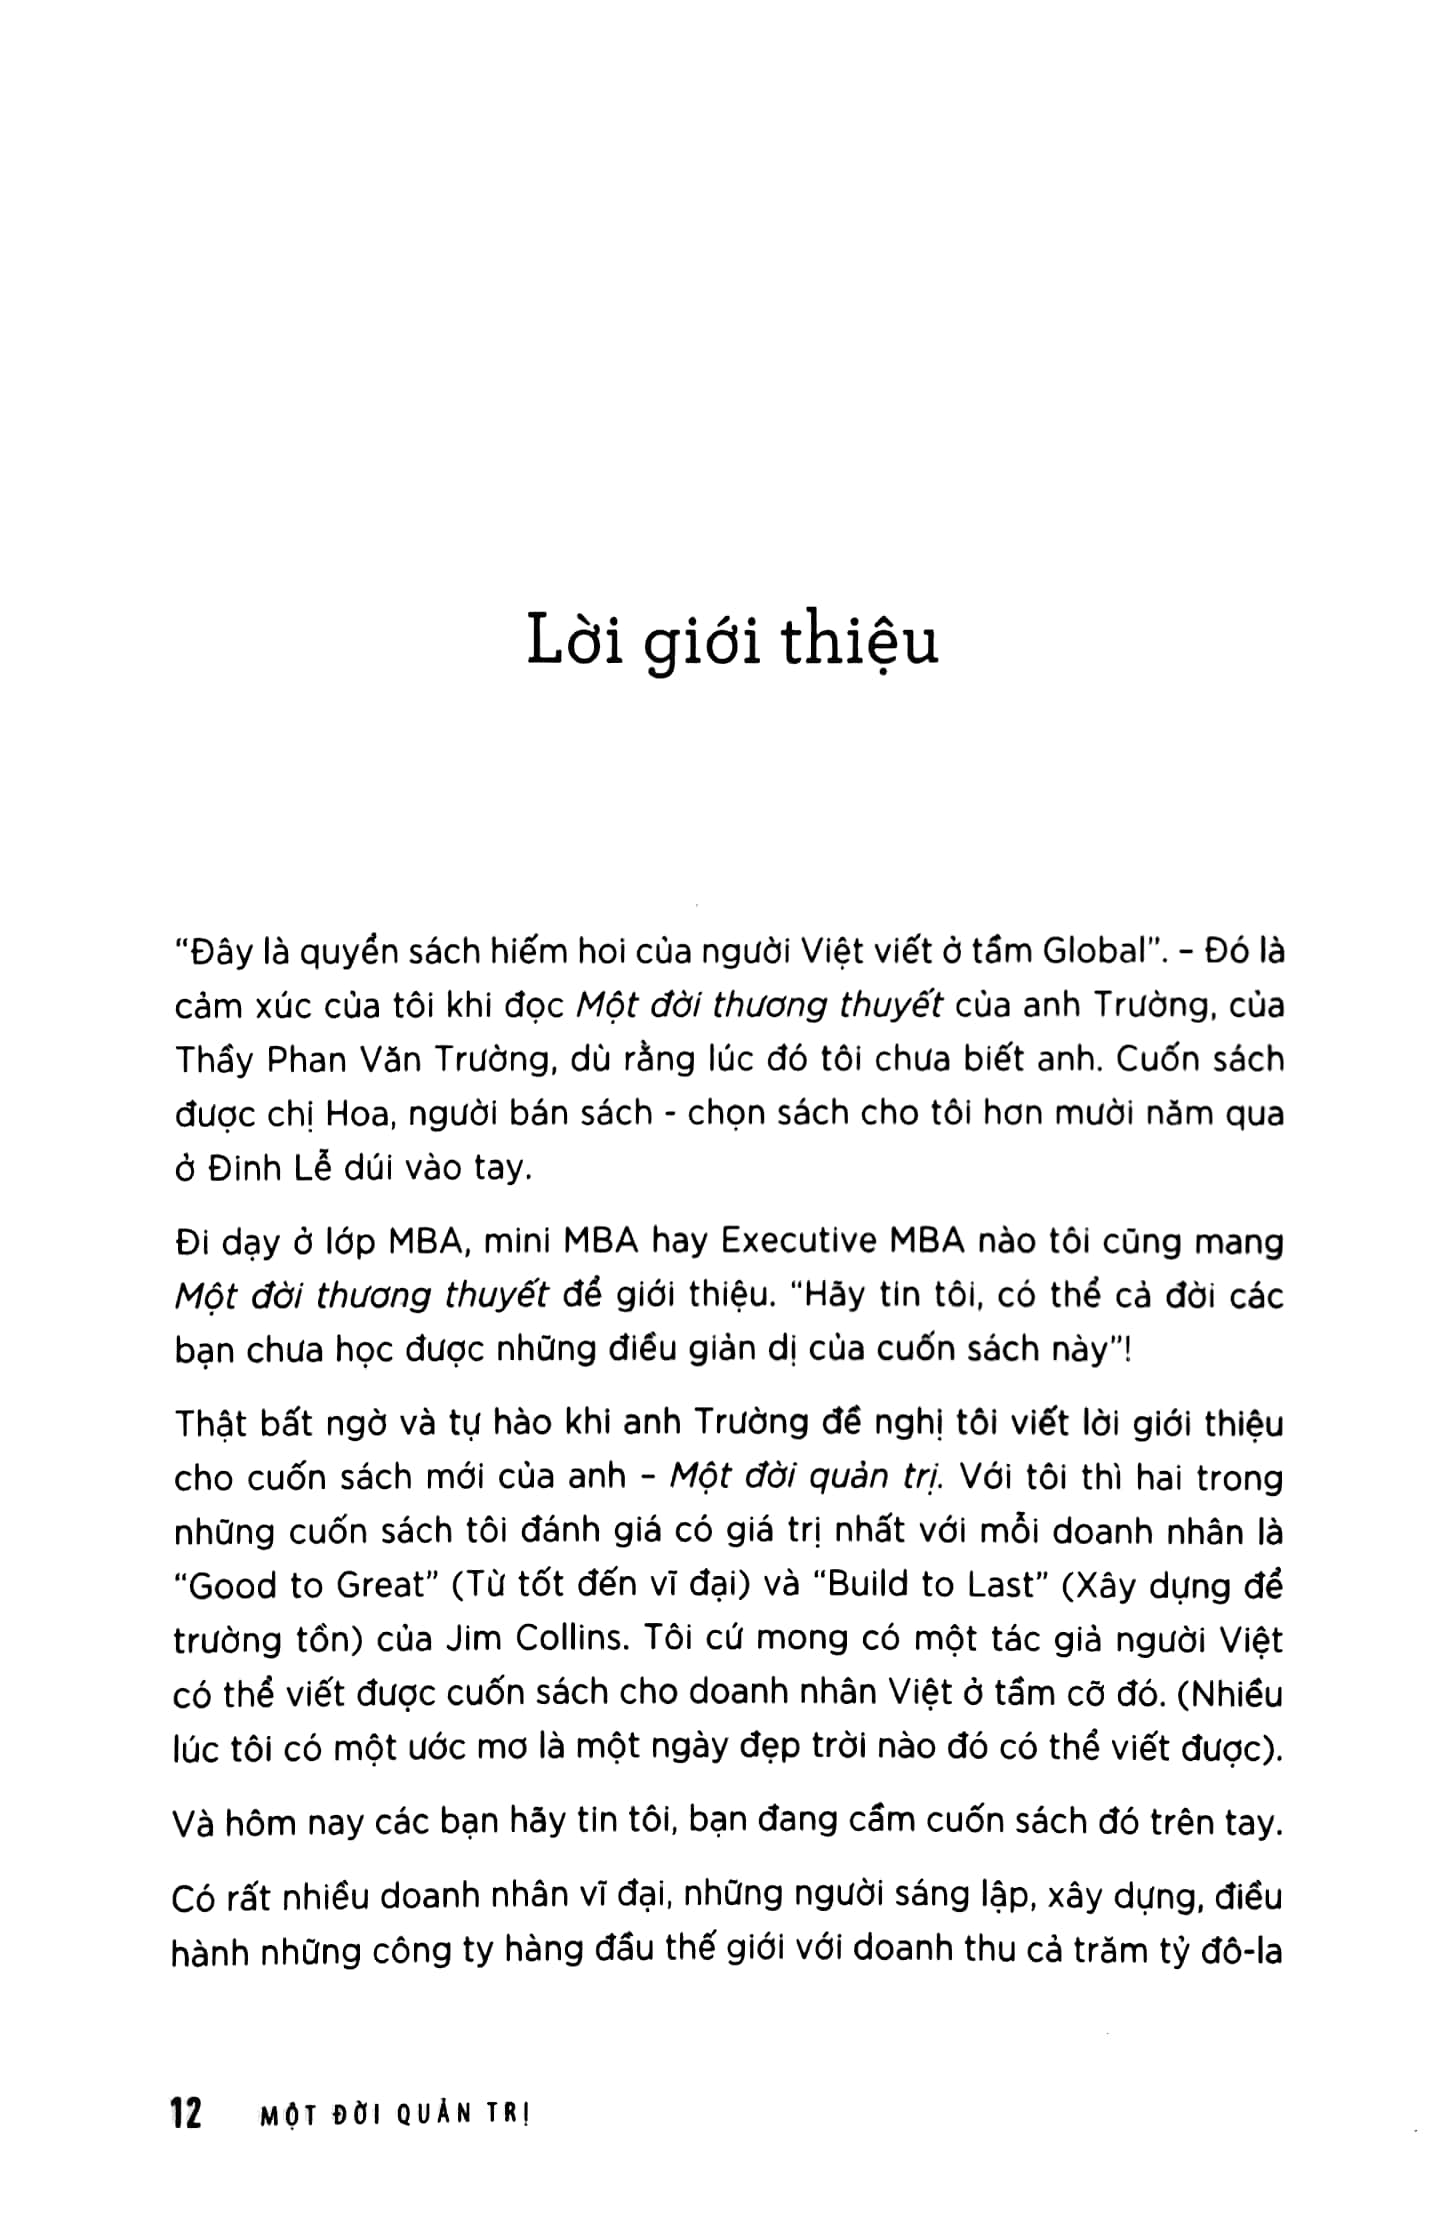 Lời giới thiệu
“Đây là quyển sách hiếm hoi của người Việt viết ở tầm Global”. – Đó là
cảm xúc của tôi khi đọc Một đời thương thuyết của anh Trường, của
Thầy Phan Văn Trường, dù rằng lúc đó tôi chưa biết anh. Cuốn sách
được chị Hoa, người bán sách - chọn sách cho tôi hơn mười năm qua
ở Đinh Lễ dúi vào tay.
Đi dạy ở lớp MBA, mini MBA hay Executive MBA nào tôi cũng mang
Một đời thương thuyết để giới thiệu. “Hãy tin tôi, có thể cả đời các
bạn chưa học được những điều giản dị của cuốn sách này”!
Thật bất ngờ và tự hào khi anh Trường đề nghị tôi viết lời giới thiệu
cho cuốn sách mới của anh – Một đời quản trị. Với tôi thì hai trong
những cuốn sách tôi đánh giá có giá trị nhất với mỗi doanh nhân là
“Good to Great” (Từ tốt đến vĩ đại) và “Build to Last” (Xây dựng để
trường tồn) của Jim Collins. Tôi cứ mong có một tác giả người Việt
có thể viết được cuốn sách cho doanh nhân Việt ở tầm cỡ đó. (Nhiều
lúc tôi có một ước mơ là một ngày đẹp trời nào đó có thể viết được).
Và hôm nay các bạn hãy tin tôi, bạn đang cầm cuốn sách đó trên tay.
Có rất nhiều doanh nhân vĩ đại, những người sáng lập, xây dựng, điều
hành những công ty hàng đầu thế giới với doanh thu cả trăm tỷ đô-la
12 MỘT ĐỜI QUẢN TRỊ